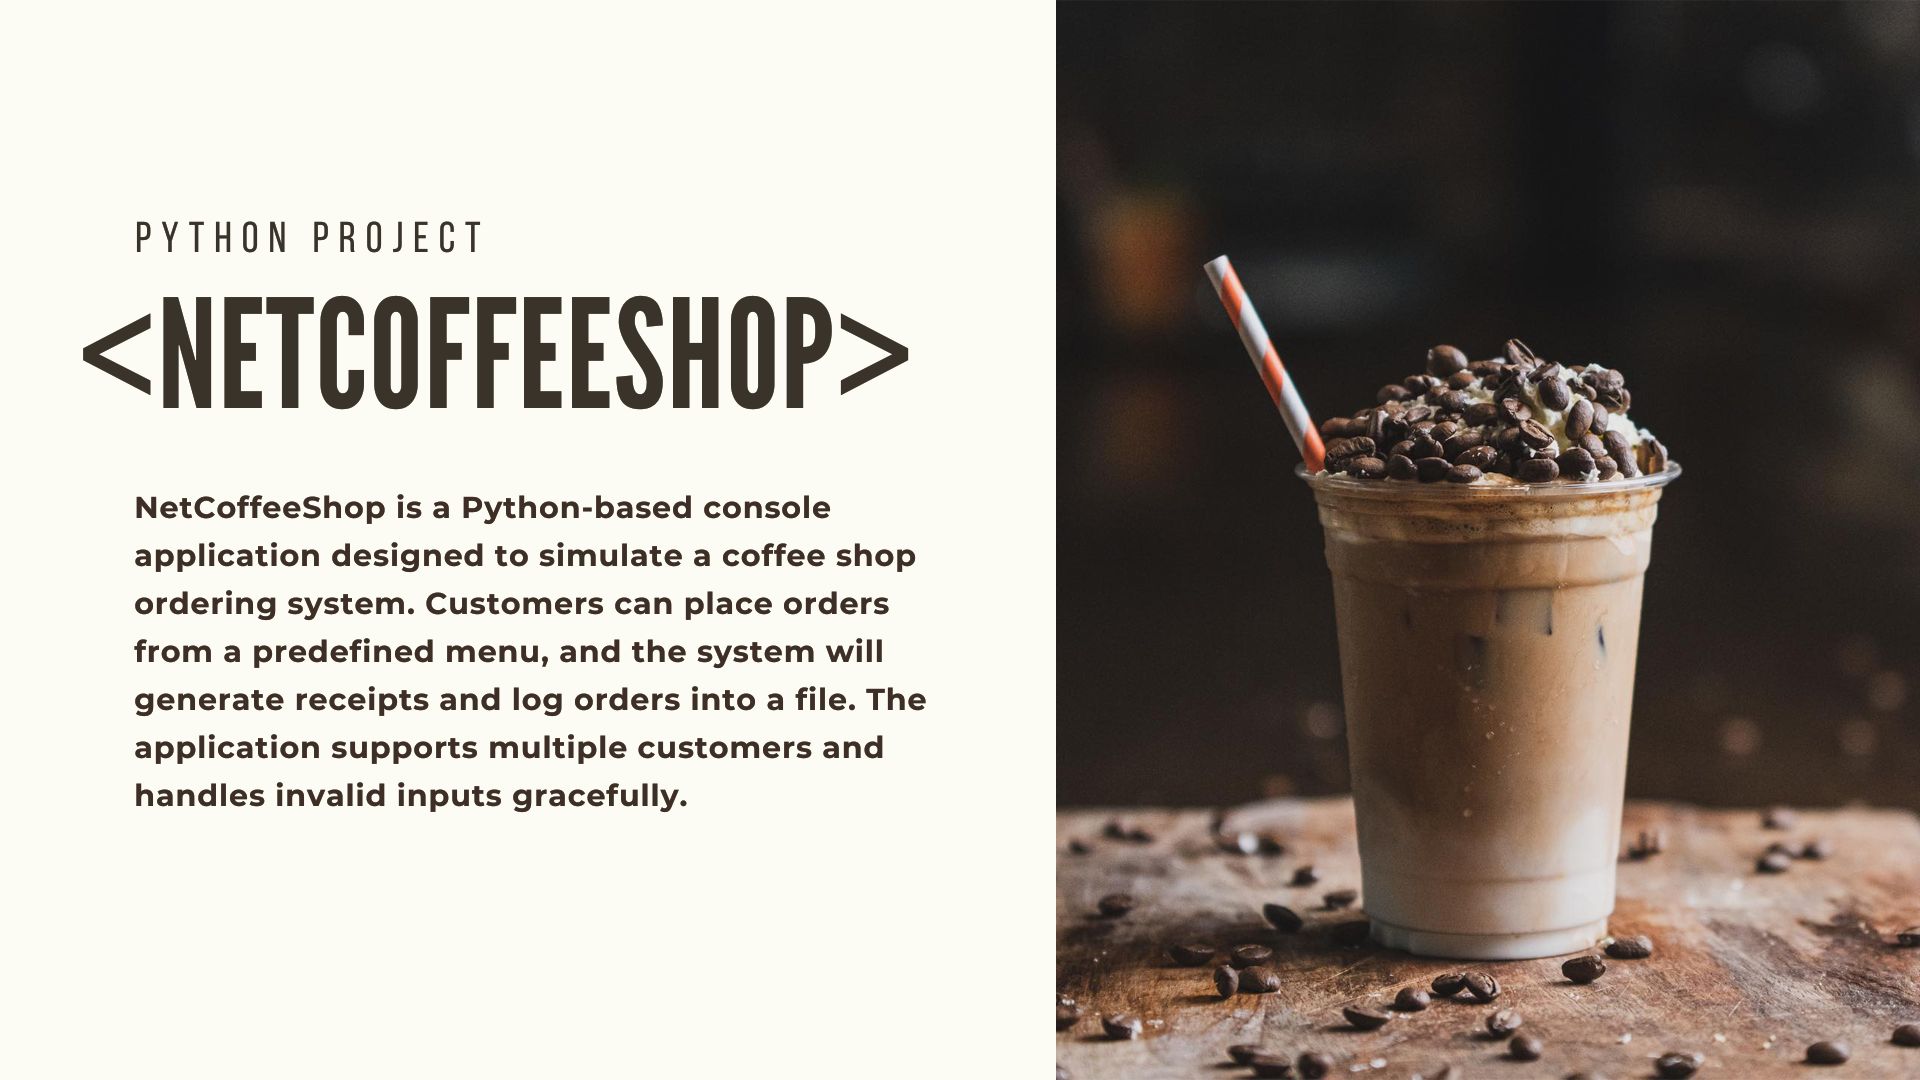 PYTHON PROJECT
<NETCOFFEESHOP>
NetCoffeeShop is a Python-based console
application designed to simulate a coffee shop
ordering system. Customers can place orders
from a predefined menu, and the system will
generate receipts and log orders into a file. The
application supports multiple customers and
handles invalid inputs gracefully.